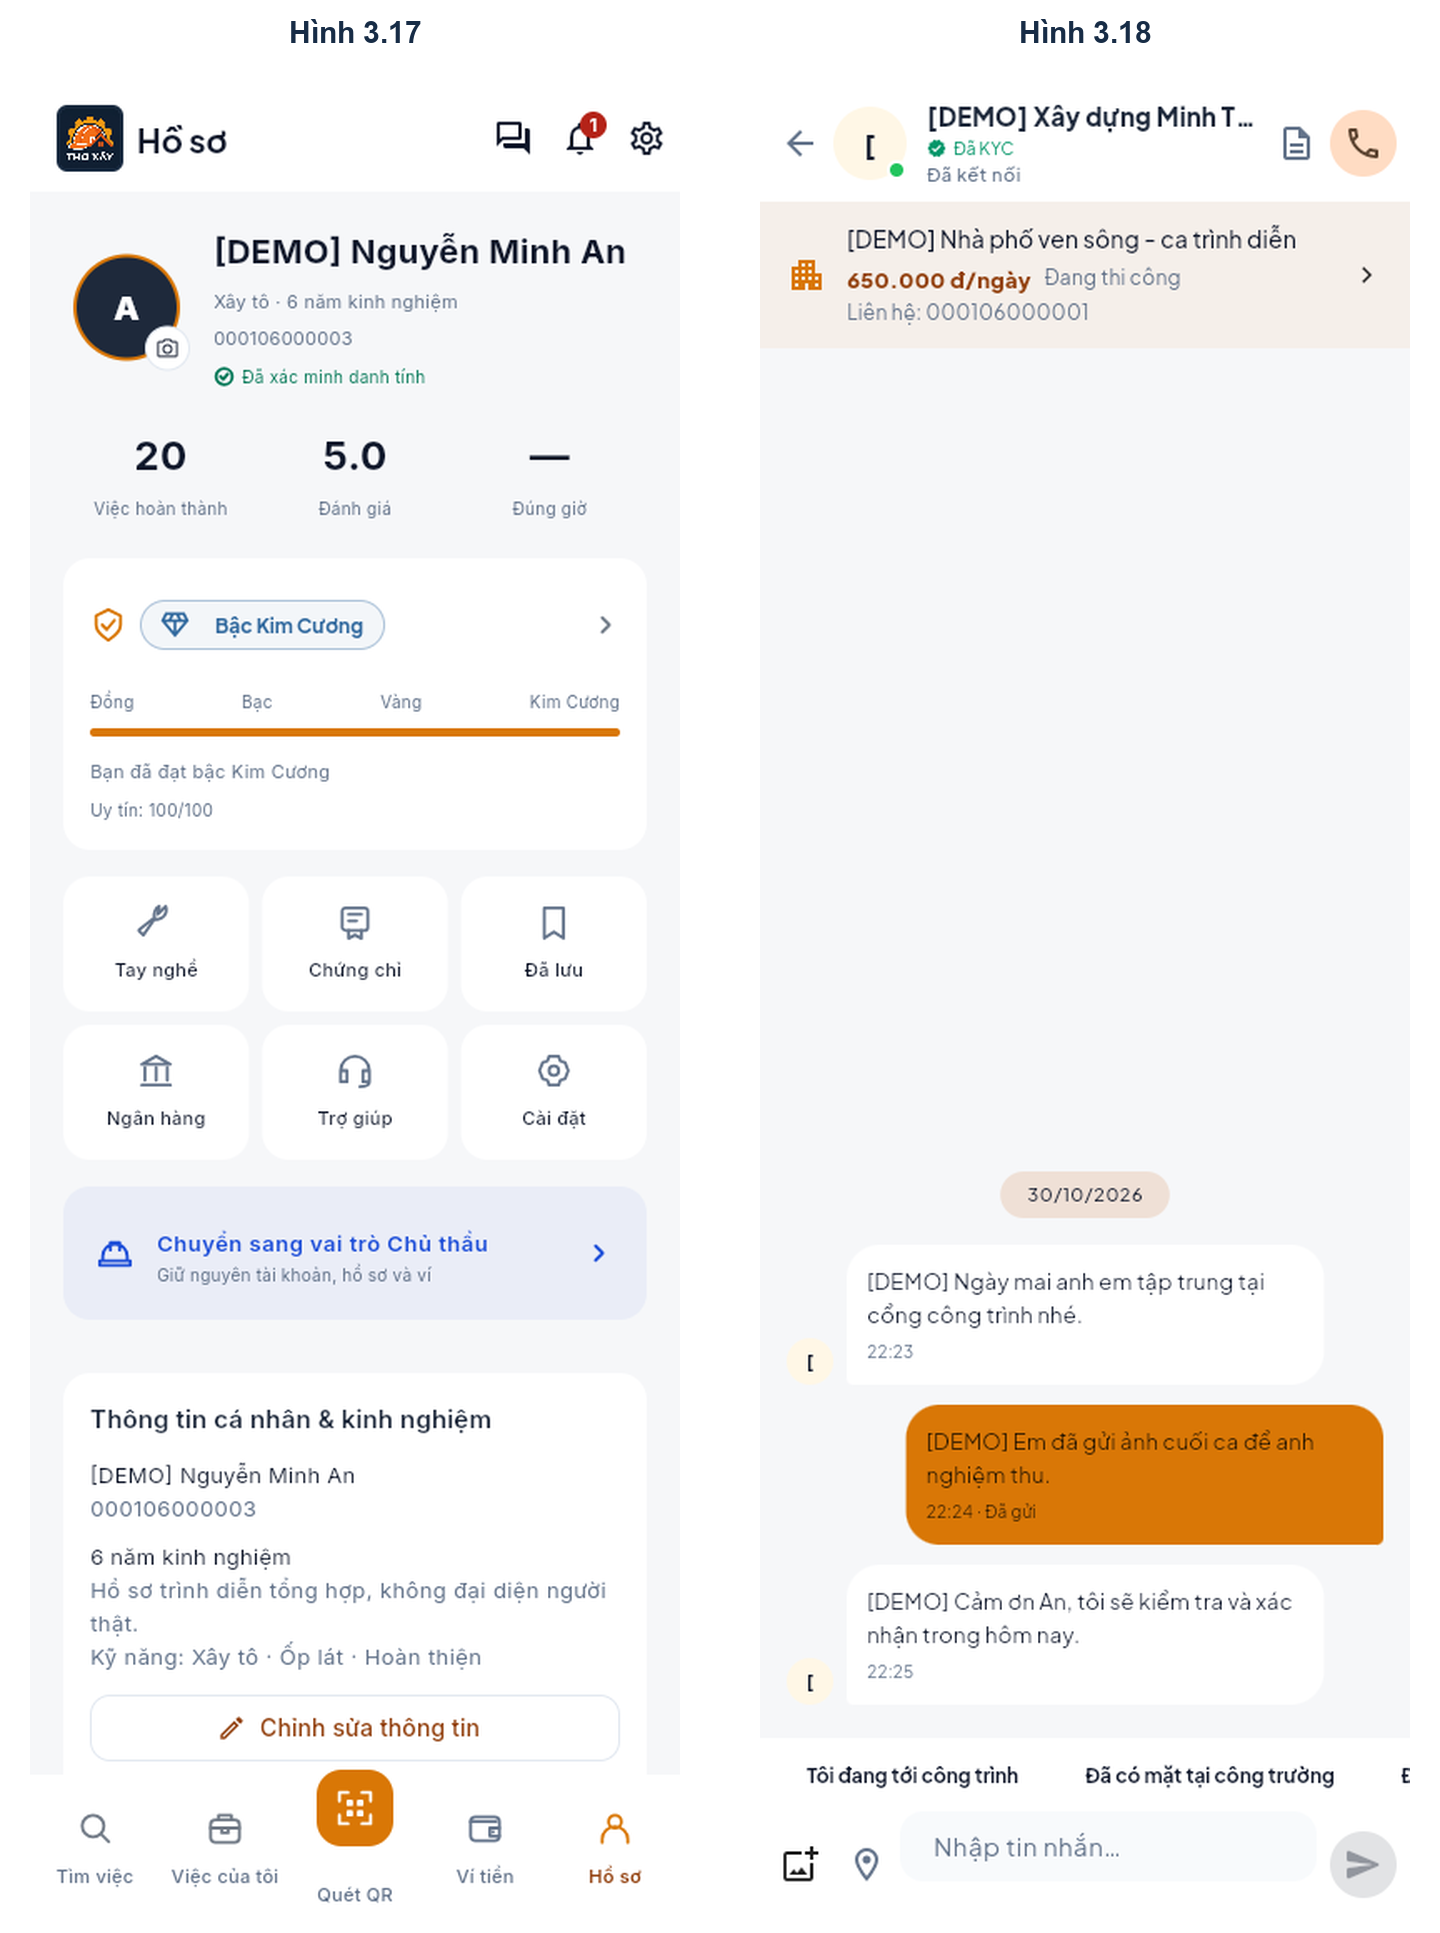 Hình 3.17
THO XÂY
Hồ sơ
1
[DEMO] Nguyễn Minh An
A
Xây tô · 6 năm kinh nghiệm
000106000003
Đã xác minh danh tính
20
5.0
—
Việc hoàn thành
Đánh giá
Đúng giờ
Bậc Kim Cương
Đồng
Bạc
Vàng
Kim Cương
Bạn đã đạt bậc Kim Cương
Uy tín: 100/100
Tay nghề
Chứng chỉ
Đã lưu
Ngân hàng
Trợ giúp
Cài đặt
Chuyển sang vai trò Chủ thầu
Giữ nguyên tài khoản, hồ sơ và ví
Thông tin cá nhân & kinh nghiệm
[DEMO] Nguyễn Minh An
000106000003
6 năm kinh nghiệm
Hồ sơ trình diễn tổng hợp, không đại diện người
thật.
Kỹ năng: Xây tô · Ốp lát · Hoàn thiện
Chỉnh sửa thông tin
Tìm việc
Việc của tôi
Quét QR
Ví tiền
Hồ sơ
Hình 3.18
[
[DEMO] Xây dựng Minh T...
Đã KYC
Đã kết nối
[DEMO] Nhà phố ven sông - ca trình diễn
650.000 đ/ngày Đang thi công
Liên hệ: 000106000001
30/10/2026
[DEMO] Ngày mai anh em tập trung tại
cổng công trình nhé.
22:23
[
[DEMO] Em đã gửi ảnh cuối ca để anh
nghiệm thu.
22:24 · Đã gửi
[DEMO] Cảm ơn An, tôi sẽ kiểm tra và xác
nhận trong hôm nay.
22:25
[
Tôi đang tới công trình
Đã có mặt tại công trường
Nhập tin nhắn...